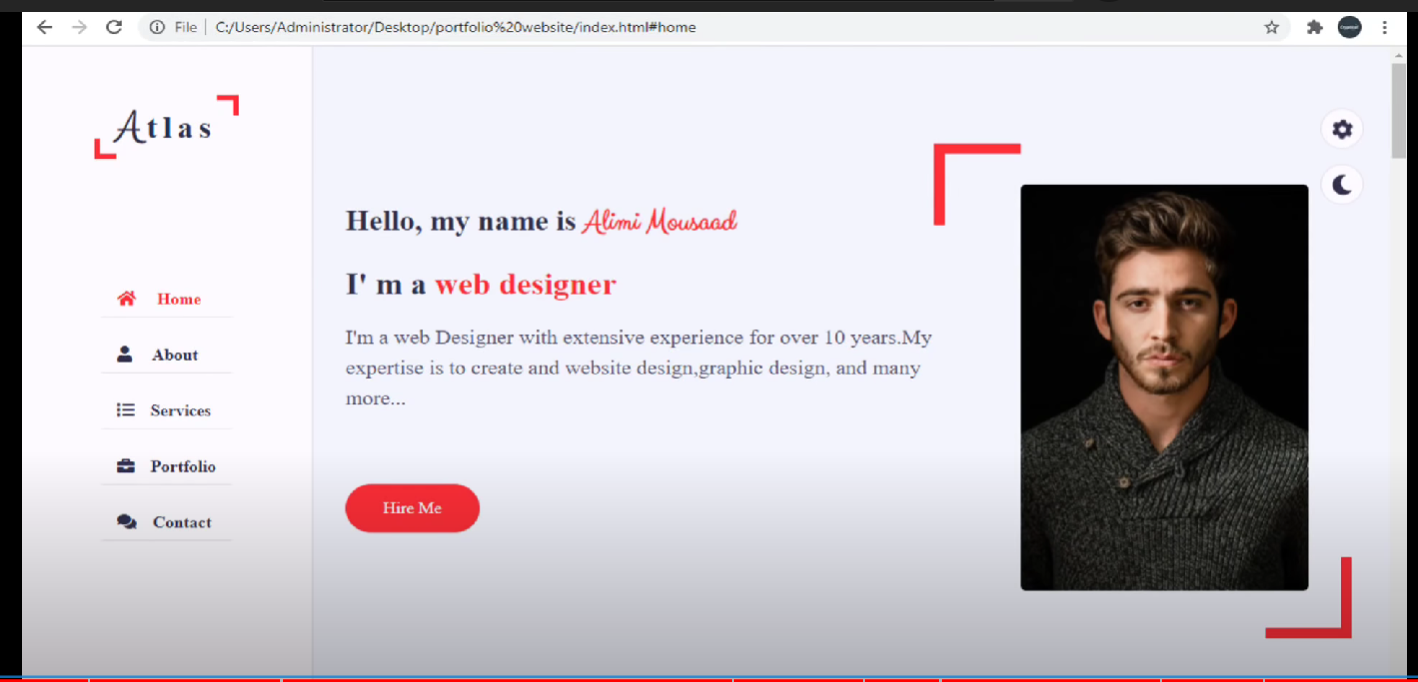 File | C:/Users/Administrator/Desktop/portfolio%20website/index.html#home
Atlas
Home
About
Services
Portfolio
Contact
Hello, my name is Alimi Mousaad
I' m a web designer
I'm a web Designer with extensive experience for over 10 years.My
expertise is to create and website design,graphic design, and many
more...
Hire Me